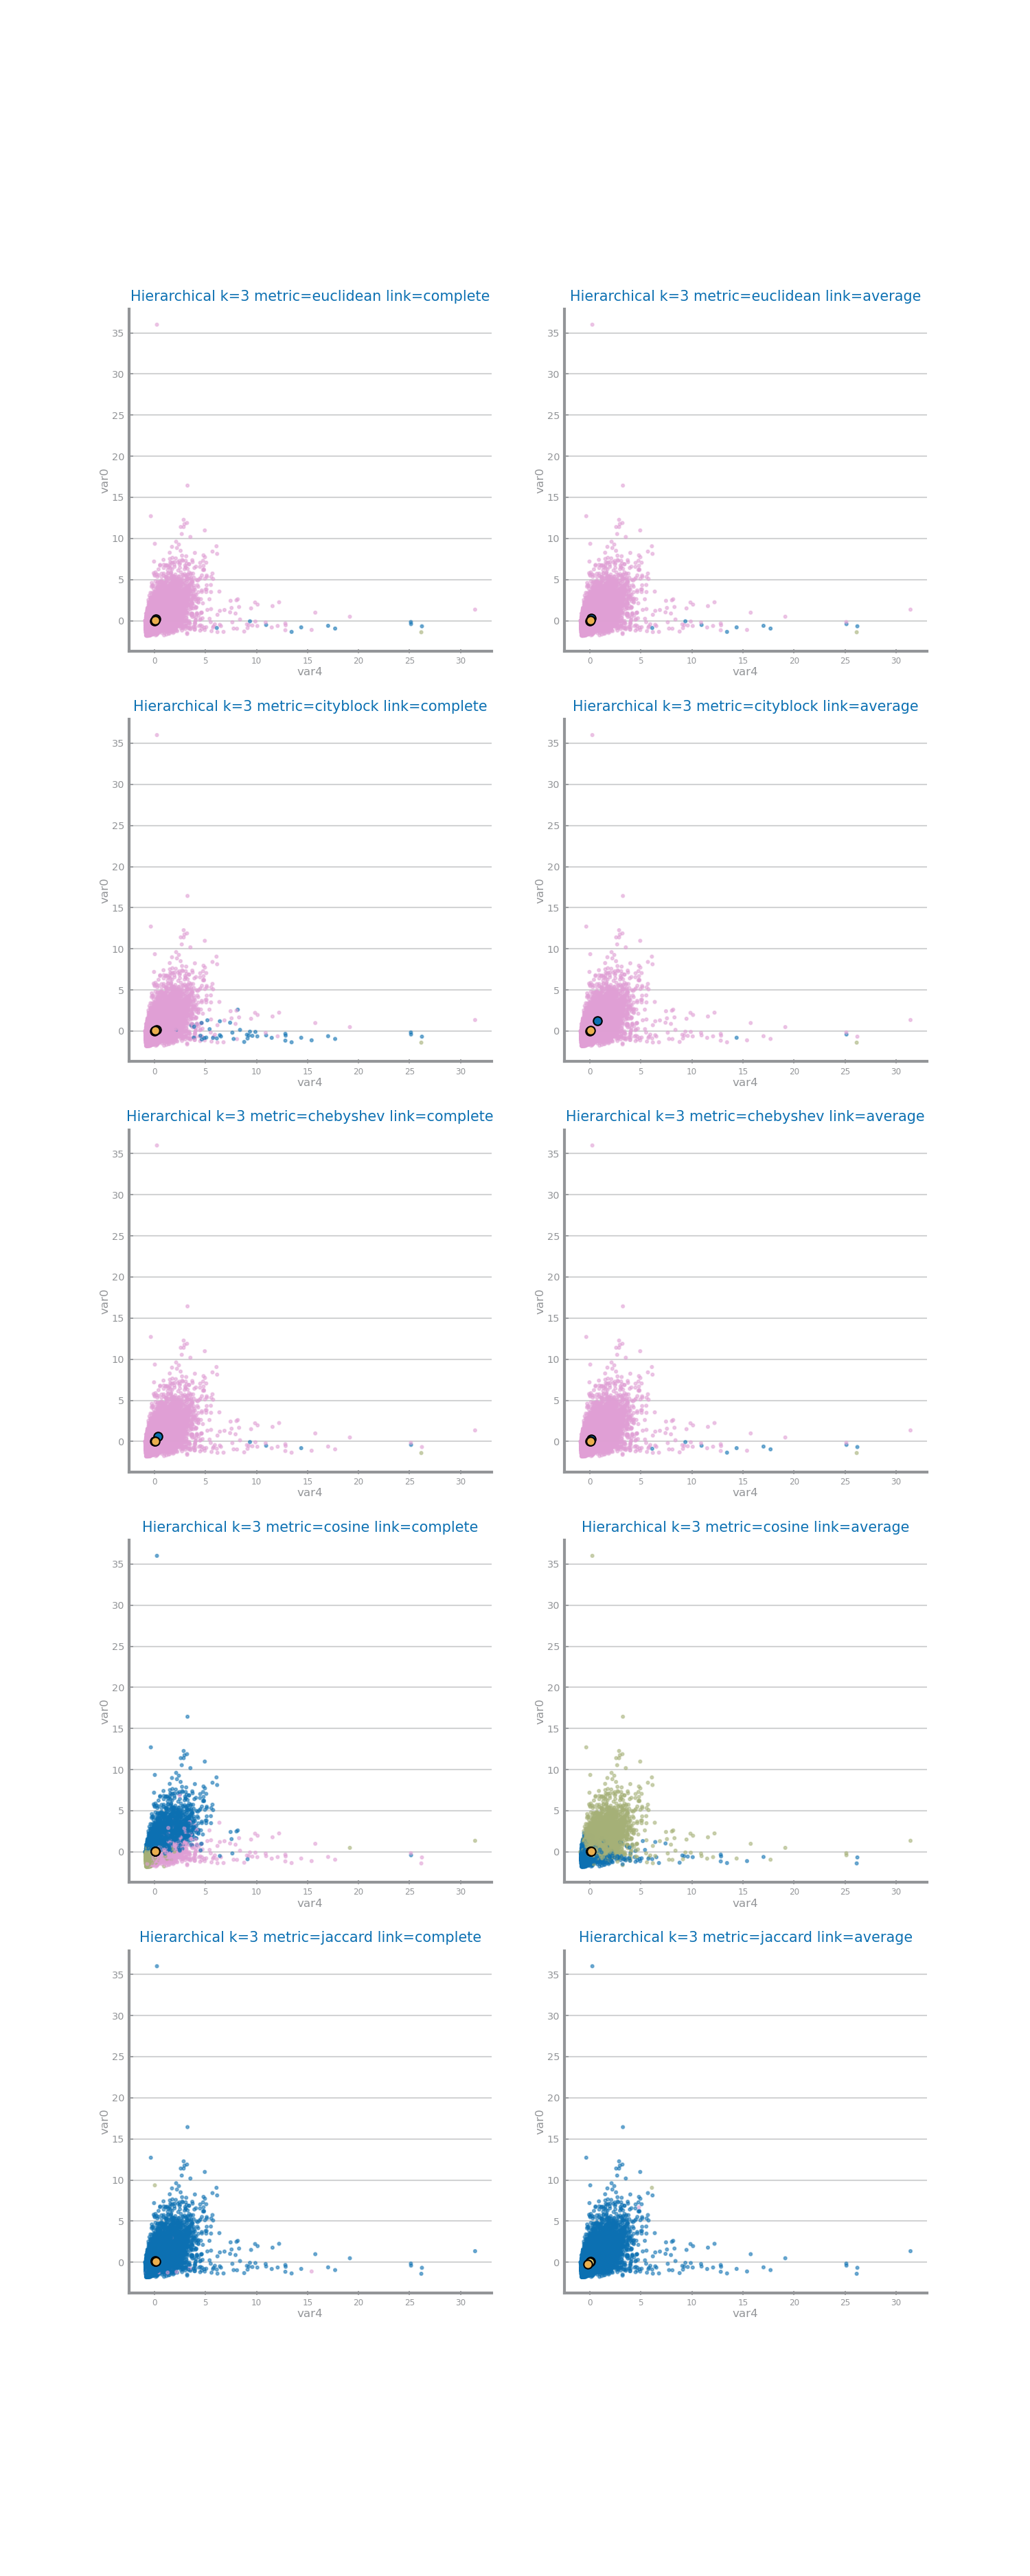 Hierarchical k=3 metric=euclidean link=complete
35
30
25
20
15
10
5
0
var0
0 5 10 15 20 25 30
var4
Hierarchical k=3 metric=euclidean link=average
35
30
25
20
15
10
5
0
var0
0 5 10 15 20 25 30
var4
Hierarchical k=3 metric=cityblock link=complete
35
30
25
20
15
10
5
0
var0
0 5 10 15 20 25 30
var4
Hierarchical k=3 metric=cityblock link=average
35
30
25
20
15
10
5
0
var0
0 5 10 15 20 25 30
var4
Hierarchical k=3 metric=chebyshev link=complete
35
30
25
20
15
10
5
0
var0
0 5 10 15 20 25 30
var4
Hierarchical k=3 metric=chebyshev link=average
35
30
25
20
15
10
5
0
var0
0 5 10 15 20 25 30
var4
Hierarchical k=3 metric=cosine link=complete
35
30
25
20
15
10
5
0
var0
0 5 10 15 20 25 30
var4
Hierarchical k=3 metric=cosine link=average
35
30
25
20
15
10
5
0
var0
0 5 10 15 20 25 30
var4
Hierarchical k=3 metric=jaccard link=complete
35
30
25
20
15
10
5
0
var0
0 5 10 15 20 25 30
var4
Hierarchical k=3 metric=jaccard link=average
35
30
25
20
15
10
5
0
var0
0 5 10 15 20 25 30
var4